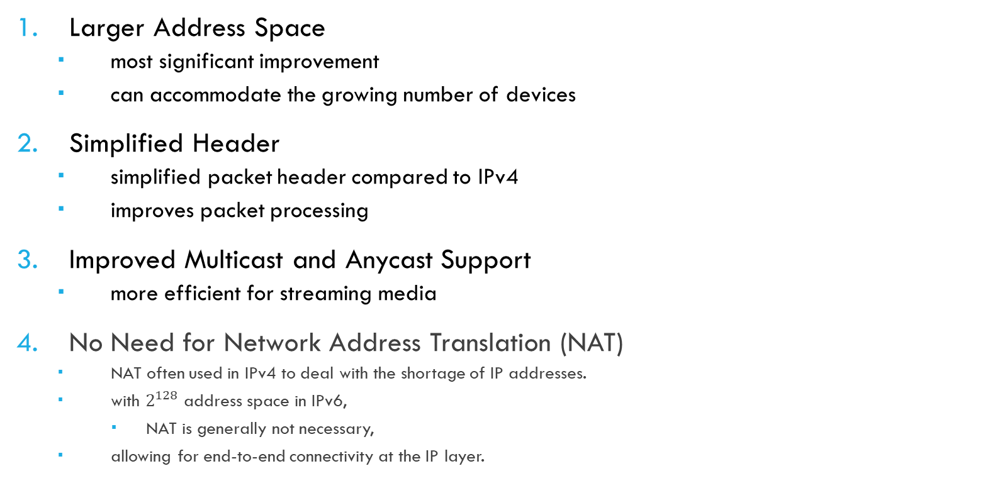 1. Larger Address Space
▪ most significant improvement
▪ can accommodate the growing number of devices
2. Simplified Header
▪ simplified packet header compared to IPv4
▪ improves packet processing
3. Improved Multicast and Anycast Support
▪ more efficient for streaming media
4. No Need for Network Address Translation (NAT)
▪ NAT often used in IPv4 to deal with the shortage of IP addresses.
▪ with 2¹²⁸ address space in IPv6,
▪ NAT is generally not necessary,
▪ allowing for end-to-end connectivity at the IP layer.